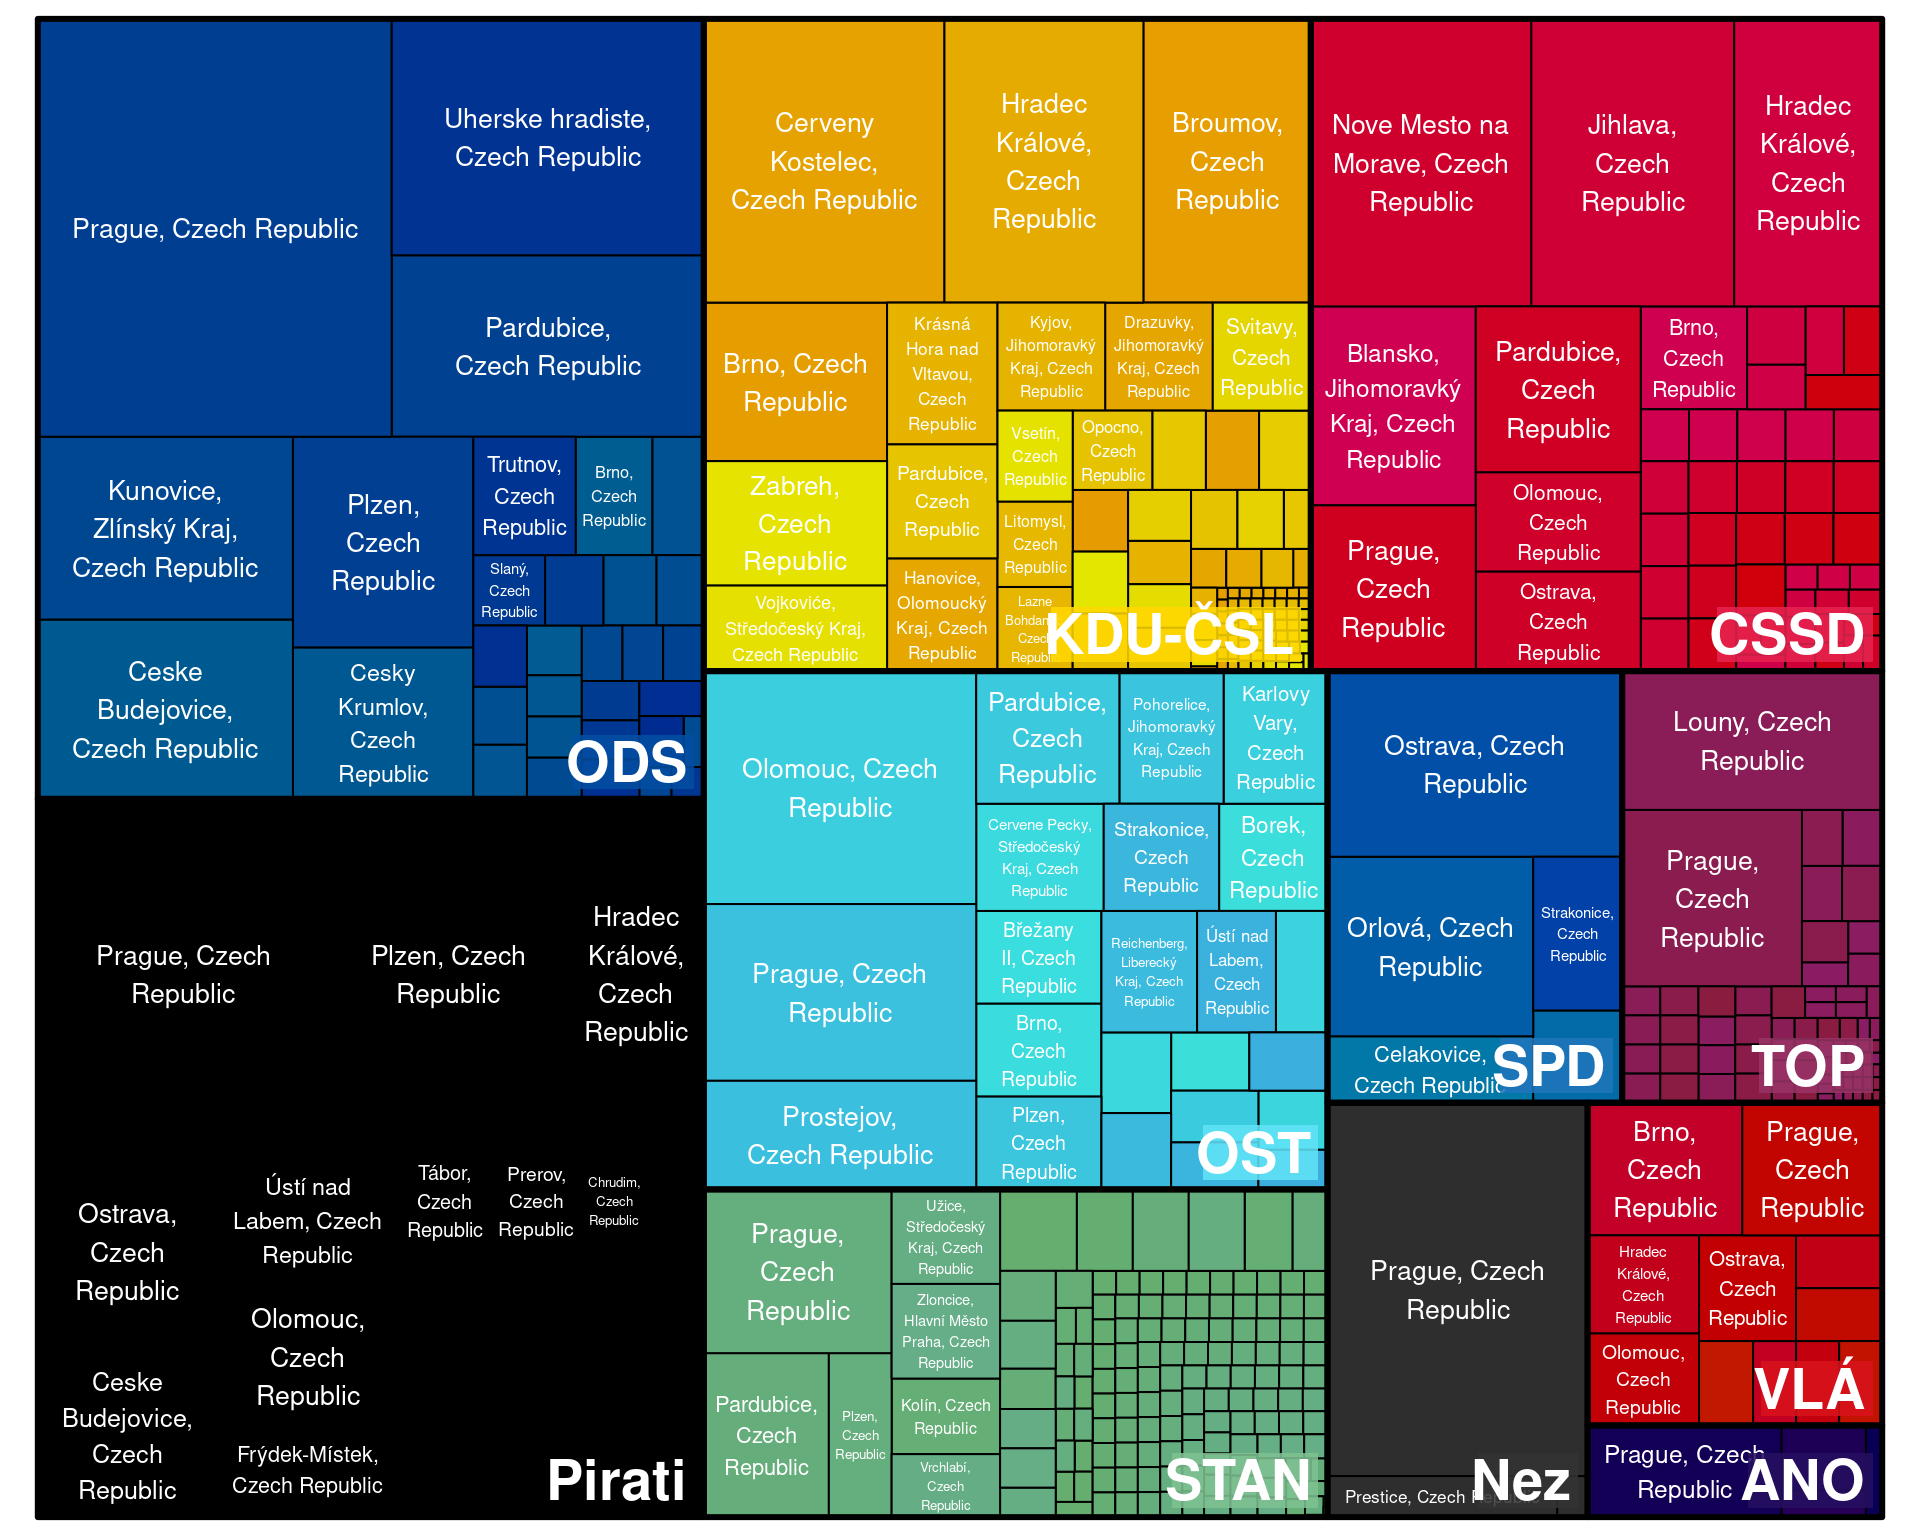 Prague, Czech Republic
Uherske hradiste,
Czech Republic
Pardubice,
Czech Republic
Kunovice,
Zlínský Kraj,
Czech Republic
Ceske
Budejovice,
Czech Republic
Plzen,
Czech
Republic
Cesky
Krumlov,
Czech
Republic
Trutnov,
Czech
Republic
Brno,
Czech
Republic
Slaný,
Czech
Republic
ODS
Cerveny
Kostelec,
Czech Republic
Hradec
Králové,
Czech
Republic
Broumov,
Czech
Republic
Brno, Czech
Republic
Zabreh,
Czech
Republic
Vojkoviće,
Středočeský Kraj,
Czech Republic
Krásná
Hora nad
Vltavou,
Czech
Republic
Pardubice,
Czech
Republic
Hanovice,
Olomoucký
Kraj, Czech
Republic
Kyjov,
Jihomoravký
Kraj, Czech
Republic
Drazuvky,
Jihomoravký
Kraj, Czech
Republic
Svitavy,
Czech
Republic
Vsetín,
Czech
Republic
Opocno,
Czech
Republic
Litomysl,
Czech
Republic
Lazne
Czech
KDU-ČSL
Nove Mesto na
Morave, Czech
Republic
Jihlava,
Czech
Republic
Hradec
Králové,
Czech
Republic
Blansko,
Jihomoravký
Kraj, Czech
Republic
Prague,
Czech
Republic
Pardubice,
Czech
Republic
Olomouc,
Czech
Republic
Ostrava,
Czech
Republic
Brno,
Czech
Republic
CSSD
Prague, Czech
Republic
Plzen, Czech
Republic
Hradec
Králové,
Czech
Republic
Ostrava,
Czech
Republic
Ceske
Budejovice,
Czech
Republic
Ústí nad
Labem, Czech
Republic
Olomouc,
Czech
Republic
Frýdek-Místek,
Czech Republic
Tábor,
Czech
Republic
Prerov,
Czech
Republic
Chrudim,
Czech
Republic
Pirati
Olomouc, Czech
Republic
Prague, Czech
Republic
Prostejov,
Czech Republic
Pardubice,
Czech
Republic
Pohorelice,
Jihomoravký
Kraj, Czech
Republic
Karlovy
Vary,
Czech
Republic
Cervene Pecky,
Středočeský
Kraj, Czech
Republic
Strakonice,
Czech
Republic
Borek,
Czech
Republic
Břežany
II, Czech
Republic
Brno,
Czech
Republic
Plzen,
Czech
Republic
Reichenberg,
Liberecký
Kraj, Czech
Republic
Ústí nad
Labem,
Czech
Republic
OST
Prague,
Czech
Republic
Pardubice,
Czech
Republic
Plzen,
Czech
Republic
Užice,
Středočeský
Kraj, Czech
Republic
Zloncice,
Hlavní Město
Praha, Czech
Republic
Kolín, Czech
Republic
Vrchlabí,
Czech
Republic
STAN
Ostrava, Czech
Republic
Orlová, Czech
Republic
Strakonice,
Czech
Republic
Celakovice,
Czech Republic
SPD
Louny, Czech
Republic
Prague,
Czech
Republic
TOP
Prague, Czech
Republic
Prestice, Czech Republic
Nez
Brno,
Czech
Republic
Prague,
Czech
Republic
Hradec
Králové,
Czech
Republic
Ostrava,
Czech
Republic
Olomouc,
Czech
Republic
VLÁ
Prague, Czech
Republic
ANO